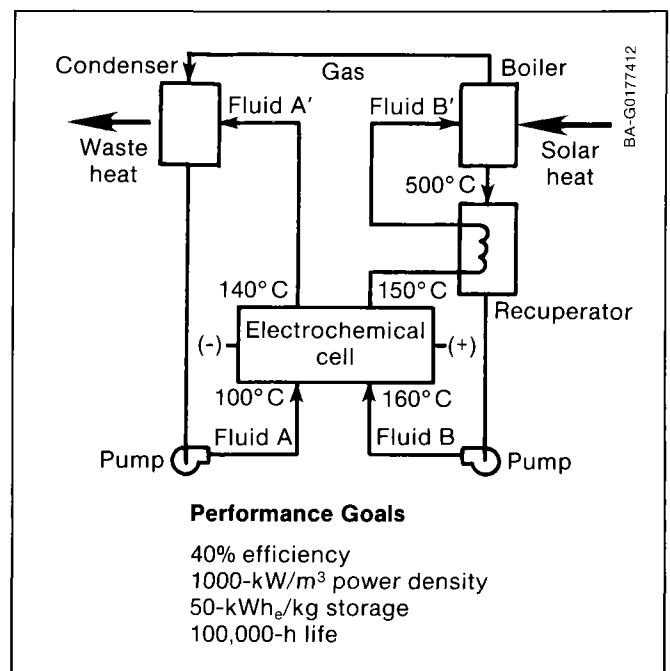 Condenser
Gas
Boiler
BA-G0177412
Fluid A′
Fluid B′
Waste
heat
Solar
heat
500° C
140° C
150° C
Recuperator
(-)
Electrochemical
cell
(+)
100° C
160° C
Fluid A
Fluid B
Pump
Pump
Performance Goals
40% efficiency
1000-kW/m³ power density
50-kWhₑ/kg storage
100,000-h life